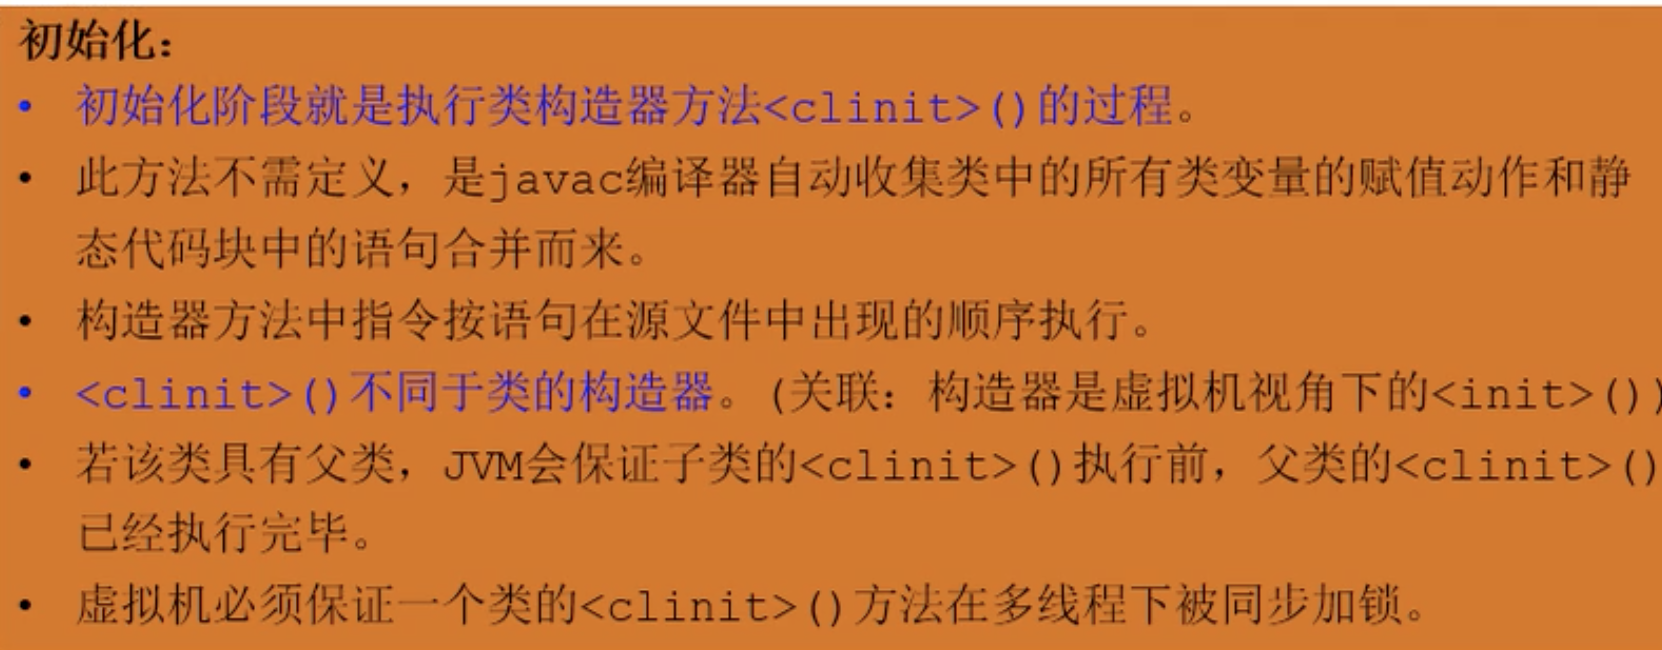 初始化：
• 初始化阶段就是执行类构造器方法<clinit>()的过程。
• 此方法不需定义，是javac编译器自动收集类中的所有类变量的赋值动作和静
态代码块中的语句合并而来。
• 构造器方法中指令按语句在源文件中出现的顺序执行。
• <clinit>()不同于类的构造器。(关联：构造器是虚拟机视角下的<init>())
• 若该类具有父类，JVM会保证子类的<clinit>()执行前，父类的<clinit>()
已经执行完毕。
• 虚拟机必须保证一个类的<clinit>()方法在多线程下被同步加锁。